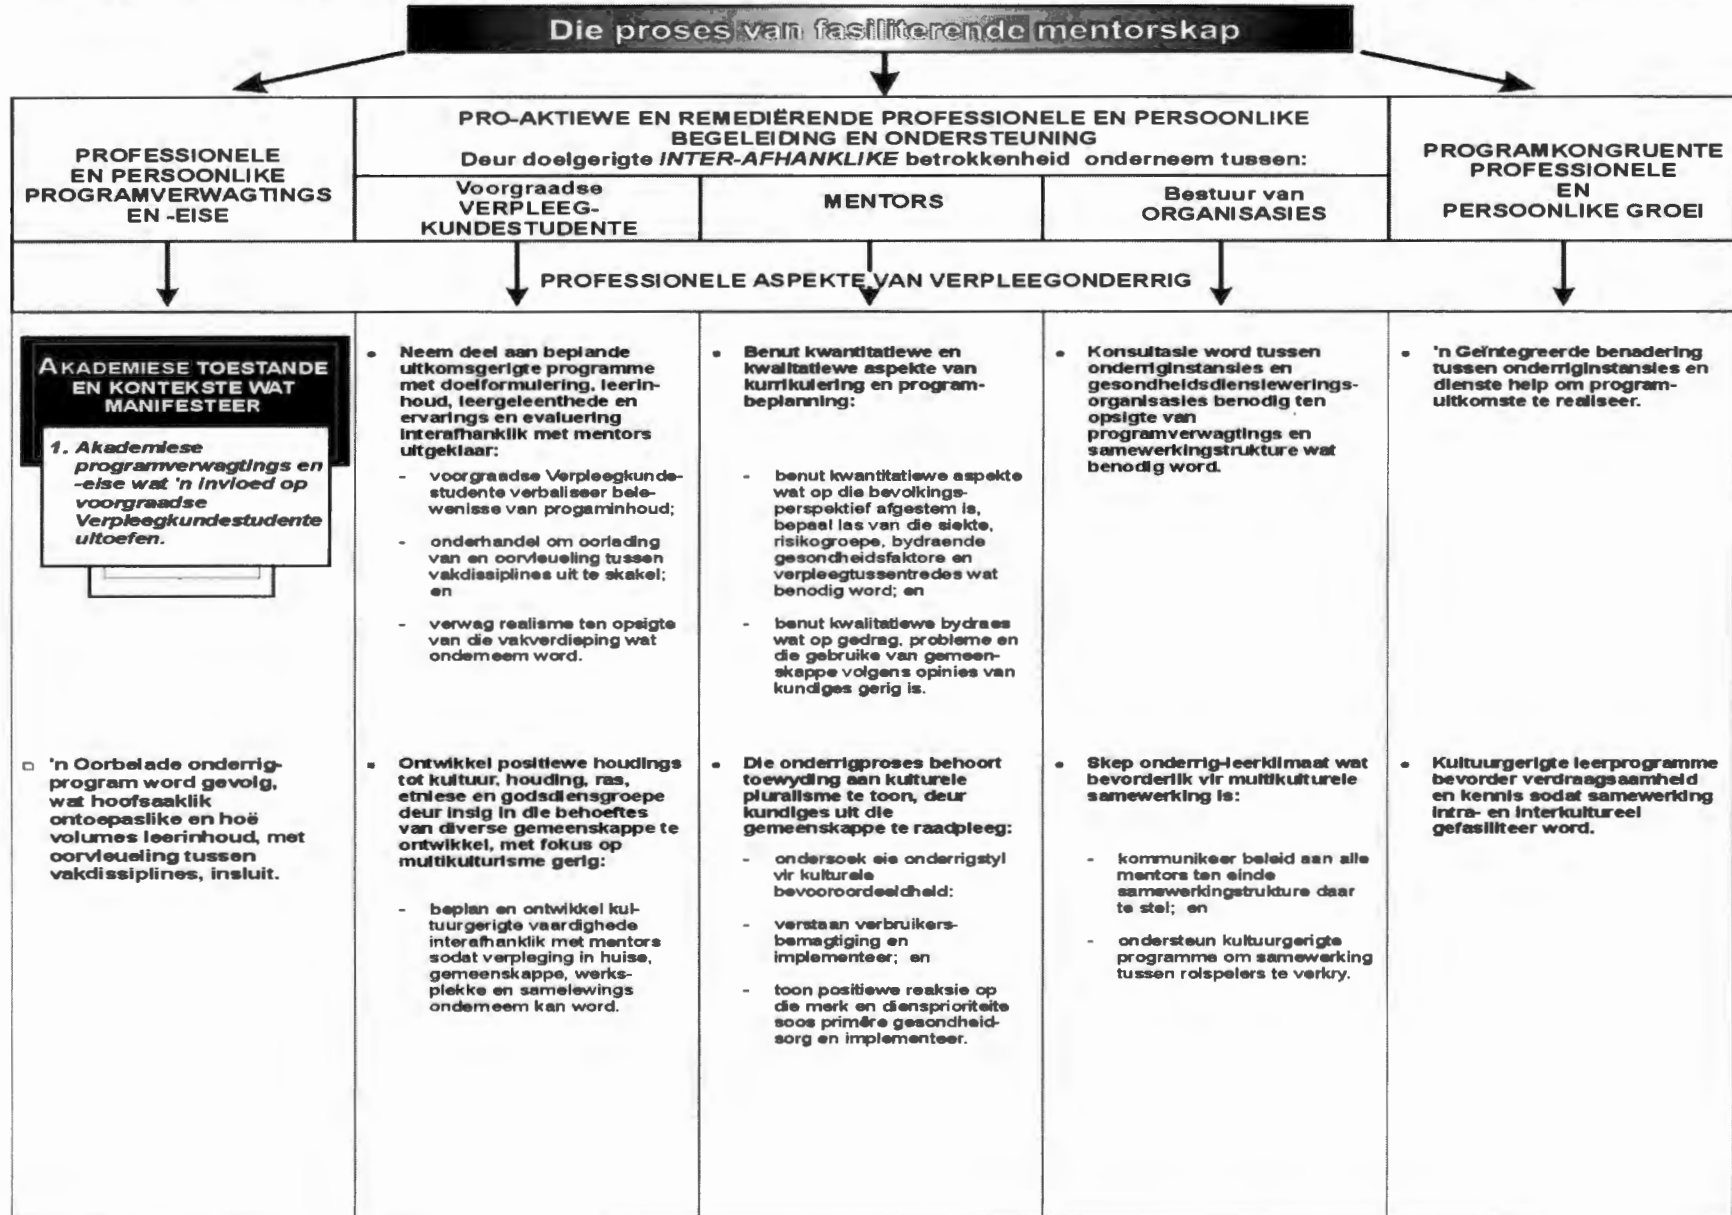 Die proses van fasiliterende mentorskap
PROFESSIONELE
EN PERSOONLIKE
PROGRAMVERWAGTINGS
EN -EISE
PRO-AKTIEWE EN REMEDIËRENDE PROFESSIONELE EN PERSOONLIKE
BEGELEIDING EN ONDERSTEUNING
Deur doelgerigte INTER-AFHANKLIKE betrokkenheid onderneem tussen:
Voorgraadse
VERPLEEG-
KUNDESTUDENTE
MENTORS
Bestuur van
ORGANISASIES
PROGRAMKONGRUENTE
PROFESSIONELE
EN
PERSOONLIKE GROEI
PROFESSIONELE ASPEKTE VAN VERPLEEGONDERRIG
AKADEMIESE TOESTANDE
EN KONTEKSTE WAT
MANIFESTEER
1. Akademiese
programverwagtings en
-eise wat 'n invloed op
voorgraadse
Verpleegkundestudente
uitoefen.
• Neem deel aan beplande
uitkomsgerigte programme
met doelformulering, leerin-
houd, leergeleenthede en
ervarings en evaluering
interafhanklik met mentors
uitgeklaar:
- voorgraadse Verpleegkunde-
studente verbaliseer bele-
wenisse van progaminhoud;
- onderhandel om oorlading
van en oorvleueling tussen
vakdissiplines uit te skakel;
en
- verwag realisme ten opsigte
van die vakverdieping wat
onderneem word.
• Benut kwantitatiewe en
kwalitatiewe aspekte van
kurrikulering en program-
beplanning:
- benut kwantitatiewe aspekte
wat op die bevolkings-
perspektief afgestem is,
bepaal las van die siekte,
risikogroepe, bydraende
gesondheidsfaktore en
verpleegtussentredes wat
benodig word; en
- benut kwalitatiewe bydraes
wat op gedrag, probleme en
die gebruike van gemeen-
skappe volgens opinies van
kundiges gerig is.
• Konsultasie word tussen
onderriginstansies en
gesondheidsdienslewerings-
organisasies benodig ten
opsigte van
programverwagtings en
samewerkingstrukture wat
benodig word.
• 'n Geïntegreerde benadering
tussen onderriginstansies en
dienste help om program-
uitkomste te realiseer.
□ 'n Oorbelade onderrig-
program word gevolg,
wat hoofsaaklik
ontoepaslike en hoë
volumes leerinhoud, met
oorvleueling tussen
vakdissiplines, insluit.
• Ontwikkel positiewe houdings
tot kultuur, houding, ras,
etniese en godsdiensgroepe
deur insig in die behoeftes
van diverse gemeenskappe te
ontwikkel, met fokus op
multikulturisme gerig:
- beplan en ontwikkel kul-
tuurgerigte vaardighede
interafhanklik met mentors
sodat verpleging in huise,
gemeenskappe, werks-
plekke en samelewings
onderneem kan word.
• Die onderrigproses behoort
toewyding aan kulturele
pluralisme te toon, deur
kundiges uit die
gemeenskappe te raadpleeg:
- ondersoek eie onderrigstyl
vir kulturele
bevooroordeeldheid:
- verstaan verbruikers-
bemagtiging en
implementeer; en
- toon positiewe reaksie op
die merk en diensprioriteite
soos primêre gesondheid-
sorg en implementeer.
• Skep onderrig-leerklimaat wat
bevorderlik vir multikulturele
samewerking is:
- kommunikeer beleid aan alle
mentors ten einde
samewerkingstrukture daar
te stel; en
- ondersteun kultuurgerigte
programme om samewerking
tussen rolspelers te verkry.
• Kultuurgerigte leerprogramme
bevorder verdraagsaamheid
en kennis sodat samewerking
intra- en interkultureel
gefasiliteer word.